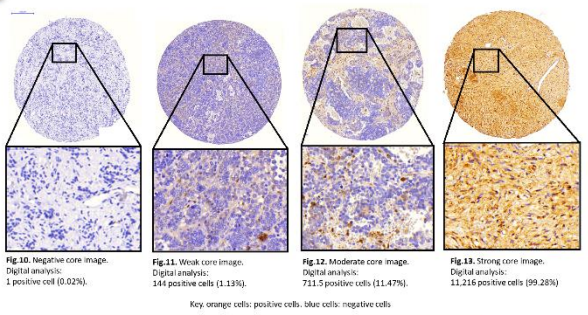 Fig.10. Negative core image.
Digital analysis:
1 positive cell (0.02%).
Fig.11. Weak core image.
Digital analysis:
144 positive cells (1.13%).
Fig.12. Moderate core image.
Digital analysis:
711.5 positive cells (11.47%).
Fig.13. Strong core image.
Digital analysis:
11,216 positive cells (99.28%)
Key. orange cells: positive cells. blue cells: negative cells